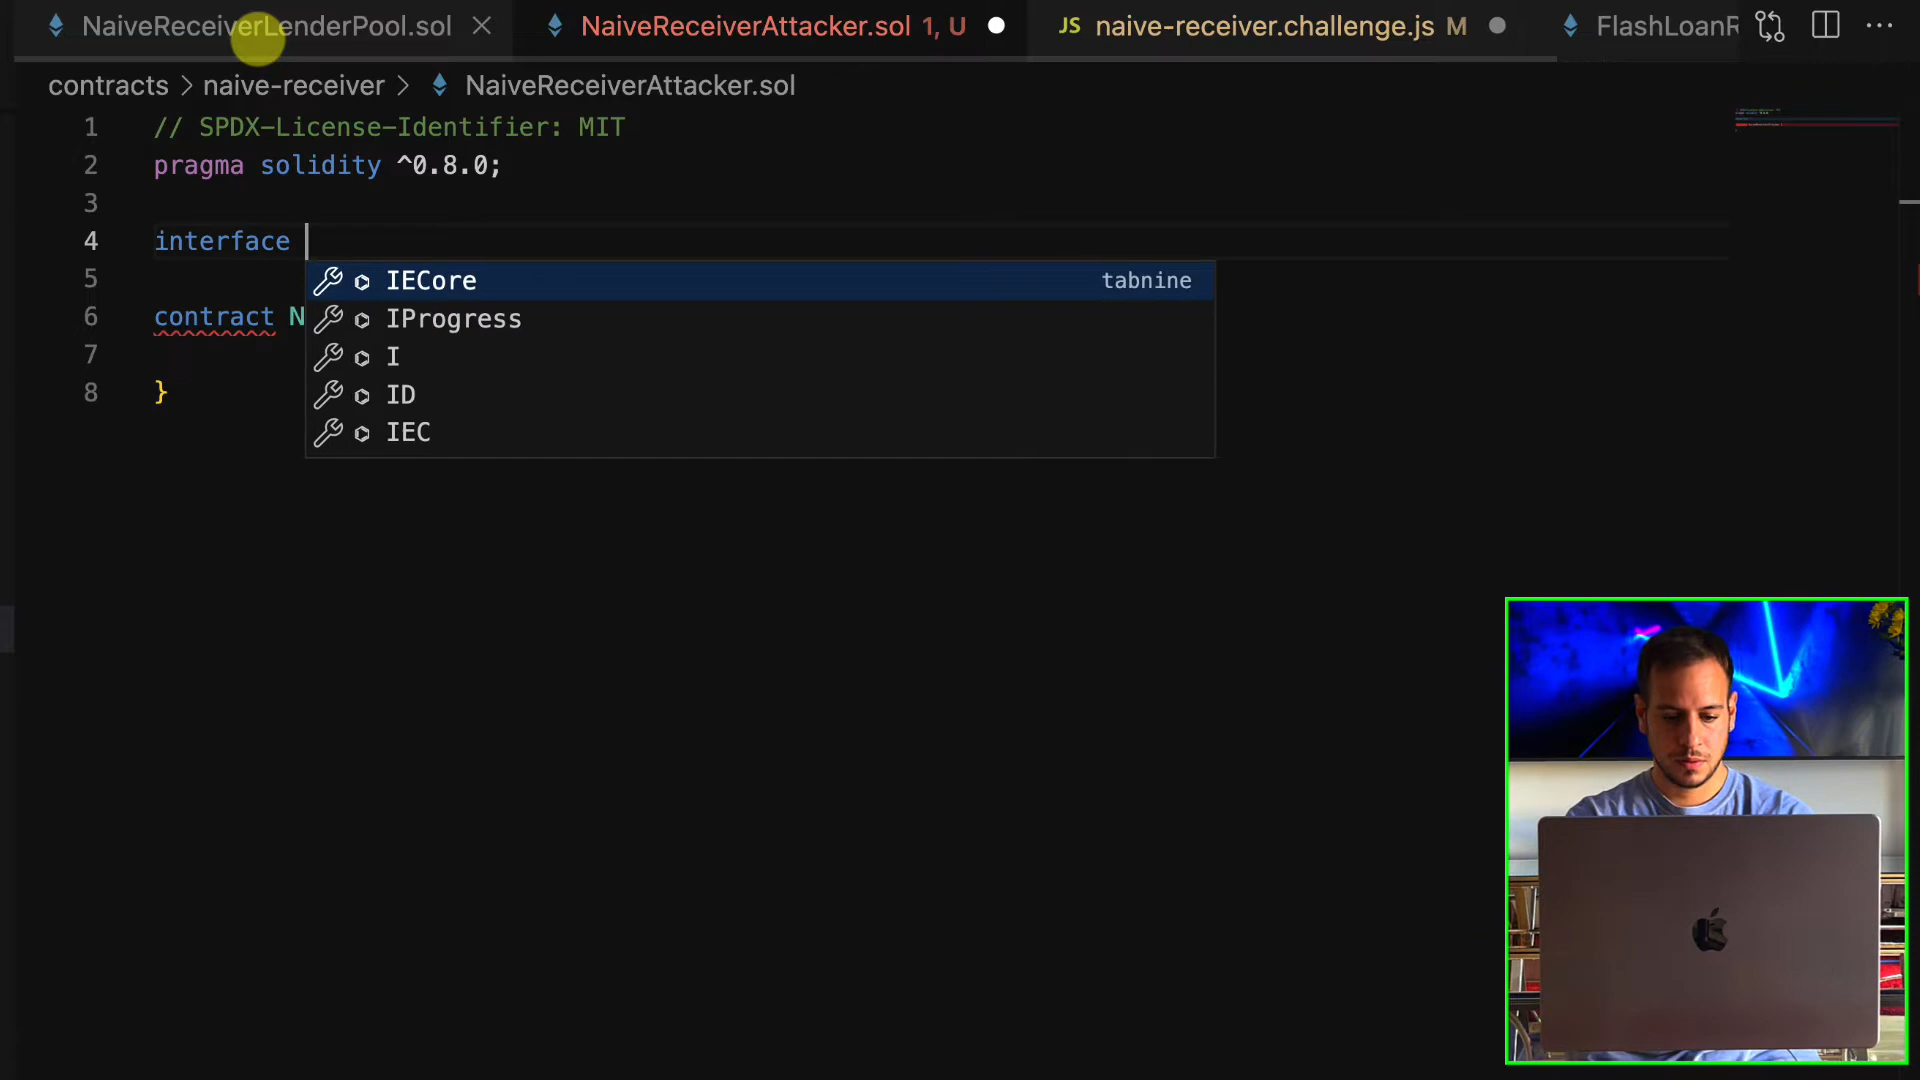 NaiveReceiverLenderPool.sol
NaiveReceiverAttacker.sol 1, U
JS naive-receiver.challenge.js M
FlashLoanR
contracts > naive-receiver > NaiveReceiverAttacker.sol
1 // SPDX-License-Identifier: MIT
2 pragma solidity ^0.8.0;
3
4 interface
5
6 contract N
7
8 }
IECore tabnine
IProgress
I
ID
IEC